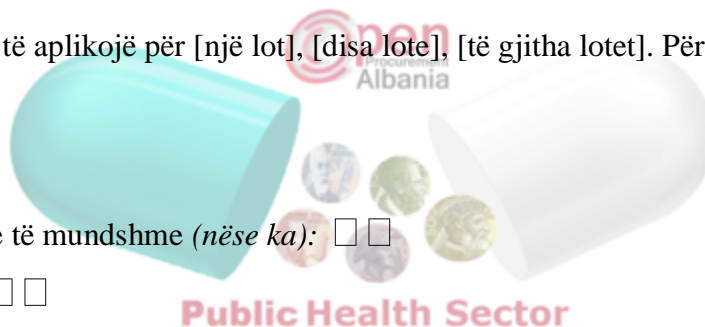 të aplikojë për [një lot], [disa lote], [të gjitha lotet]. Për
Open
Procurement
Albania
e të mundshme (nëse ka): □ □
□ □
Public Health Sector